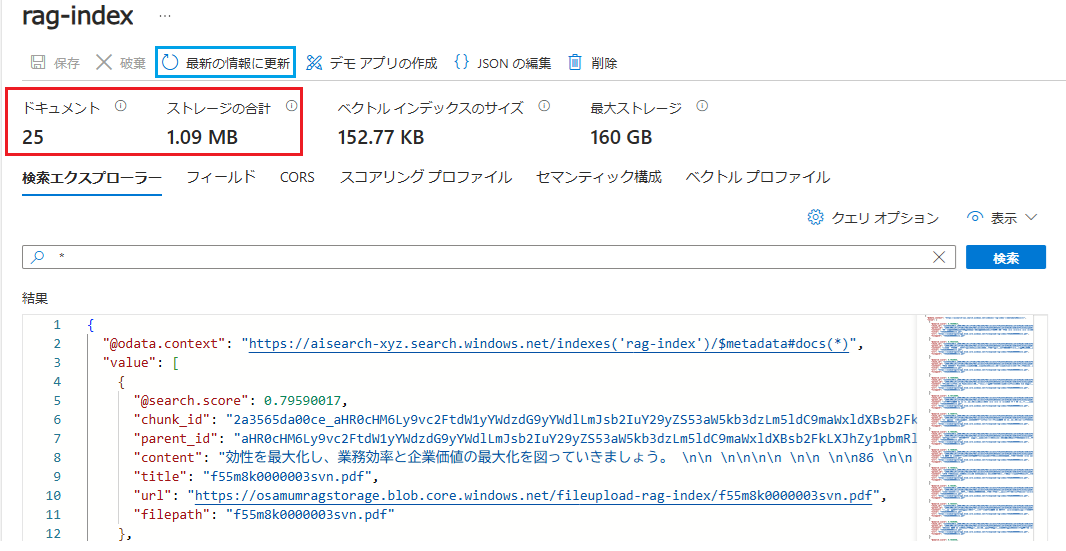 rag-index ...
保存 破棄 最新の情報に更新 デモ アプリの作成 {} JSON の編集 削除
ドキュメント ストレージの合計 ベクトル インデックスのサイズ 最大ストレージ
25 1.09 MB 152.77 KB 160 GB
検索エクスプローラー フィールド CORS スコアリング プロファイル セマンティック構成 ベクトル プロファイル
クエリ オプション 表示
* 検索
結果
1 {
2 "@odata.context": "https://aisearch-xyz.search.windows.net/indexes('rag-index')/$metadata#docs(*)",
3 "value": [
4 {
5 "@search.score": 0.79590017,
6 "chunk_id": "2a3565da00ce_aHR0cHM6Ly9vc2FtdW1yYWdzdG9yYWdlLmJsb2IuY29yZS53aW5kb3dzLm5ldC9maWxldXBsb2Fk
7 "parent_id": "aHR0cHM6Ly9vc2FtdW1yYWdzdG9yYWdlLmJsb2IuY29yZS53aW5kb3dzLm5ldC9maWxldXBsb2FkLXJhZy1pbmRl
8 "content": "効性を最大化し、業務効率と企業価値の最大化を図っていきましょう。 \n\n \n\n\n\n \n\n \n\n86 \n\n
9 "title": "f55m8k0000003svn.pdf",
10 "url": "https://osamumragstorage.blob.core.windows.net/fileupload-rag-index/f55m8k0000003svn.pdf",
11 "filepath": "f55m8k0000003svn.pdf"
12 },